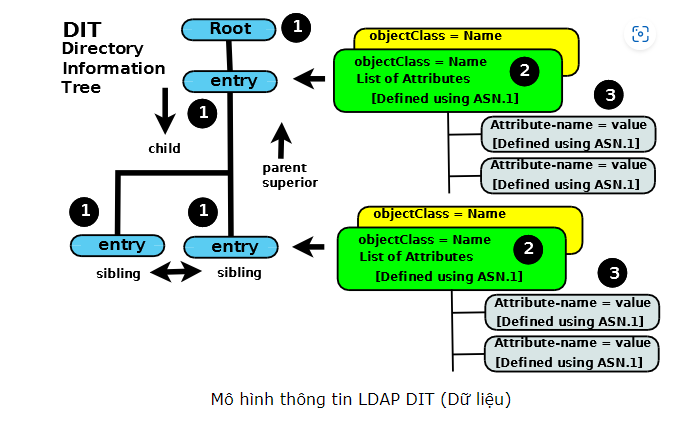 DIT
Directory
Information
Tree
Root
1
entry
1
child
parent
superior
1
entry
1
entry
sibling
sibling
objectClass = Name
objectClass = Name
List of Attributes
[Defined using ASN.1]
2
3
Attribute-name = value
[Defined using ASN.1]
Attribute-name = value
[Defined using ASN.1]
objectClass = Name
objectClass = Name
List of Attributes
[Defined using ASN.1]
2
3
Attribute-name = value
[Defined using ASN.1]
Attribute-name = value
[Defined using ASN.1]
Mô hình thông tin LDAP DIT (Dữ liệu)